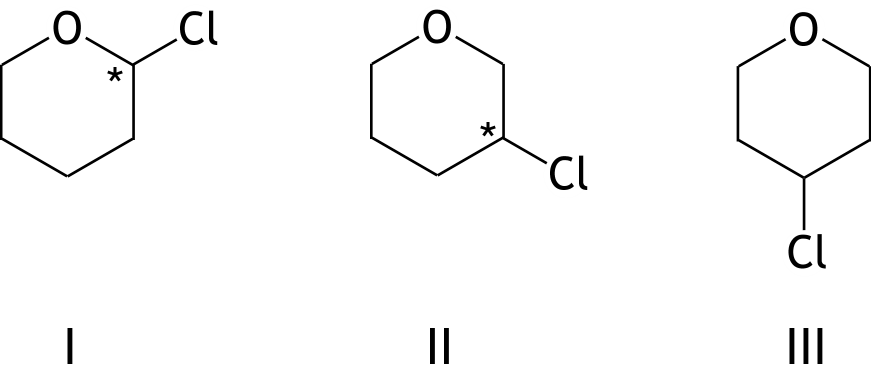 O Cl O O
* *
Cl
Cl
I II III